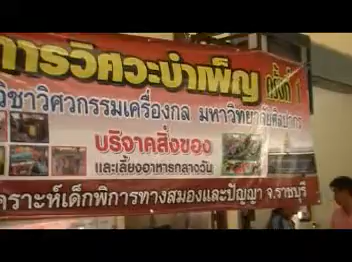 การวิศวะบำเพ็ญ ครั้งที่ 1
วิชาวิศวกรรมเครื่องกล มหาวิทยาลัยศิลปากร
บริจาคสิ่งของ
และเลี้ยงอาหารกลางวัน
คราะห์เด็กพิการทางสมองและปัญญา จ.ราชบุรี